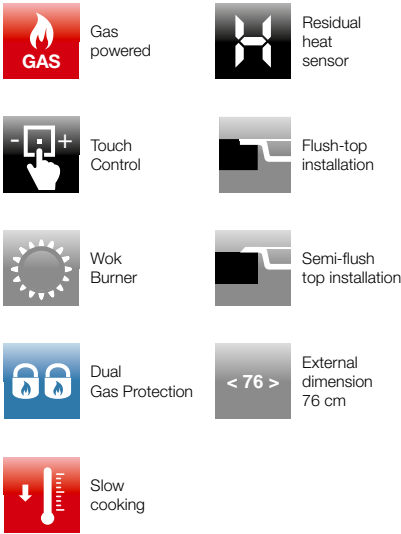 GAS
Gas
powered
H
Residual
heat
sensor
- +
Touch
Control
Flush-top
installation
Wok
Burner
Semi-flush
top installation
Dual
Gas Protection
< 76 >
External
dimension
76 cm
Slow
cooking